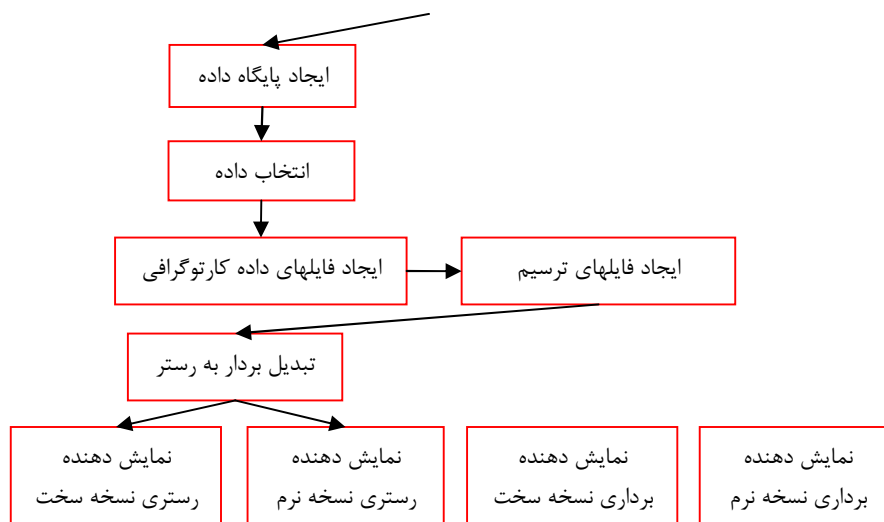 ایجاد پایگاه داده
انتخاب داده
ایجاد فایلهای داده کارتوگرافی
ایجاد فایلهای ترسیم
تبدیل بردار به رستر
نمایش دهنده
برداری نسخه نرم
نمایش دهنده
برداری نسخه سخت
نمایش دهنده
رستری نسخه نرم
نمایش دهنده
رستری نسخه سخت